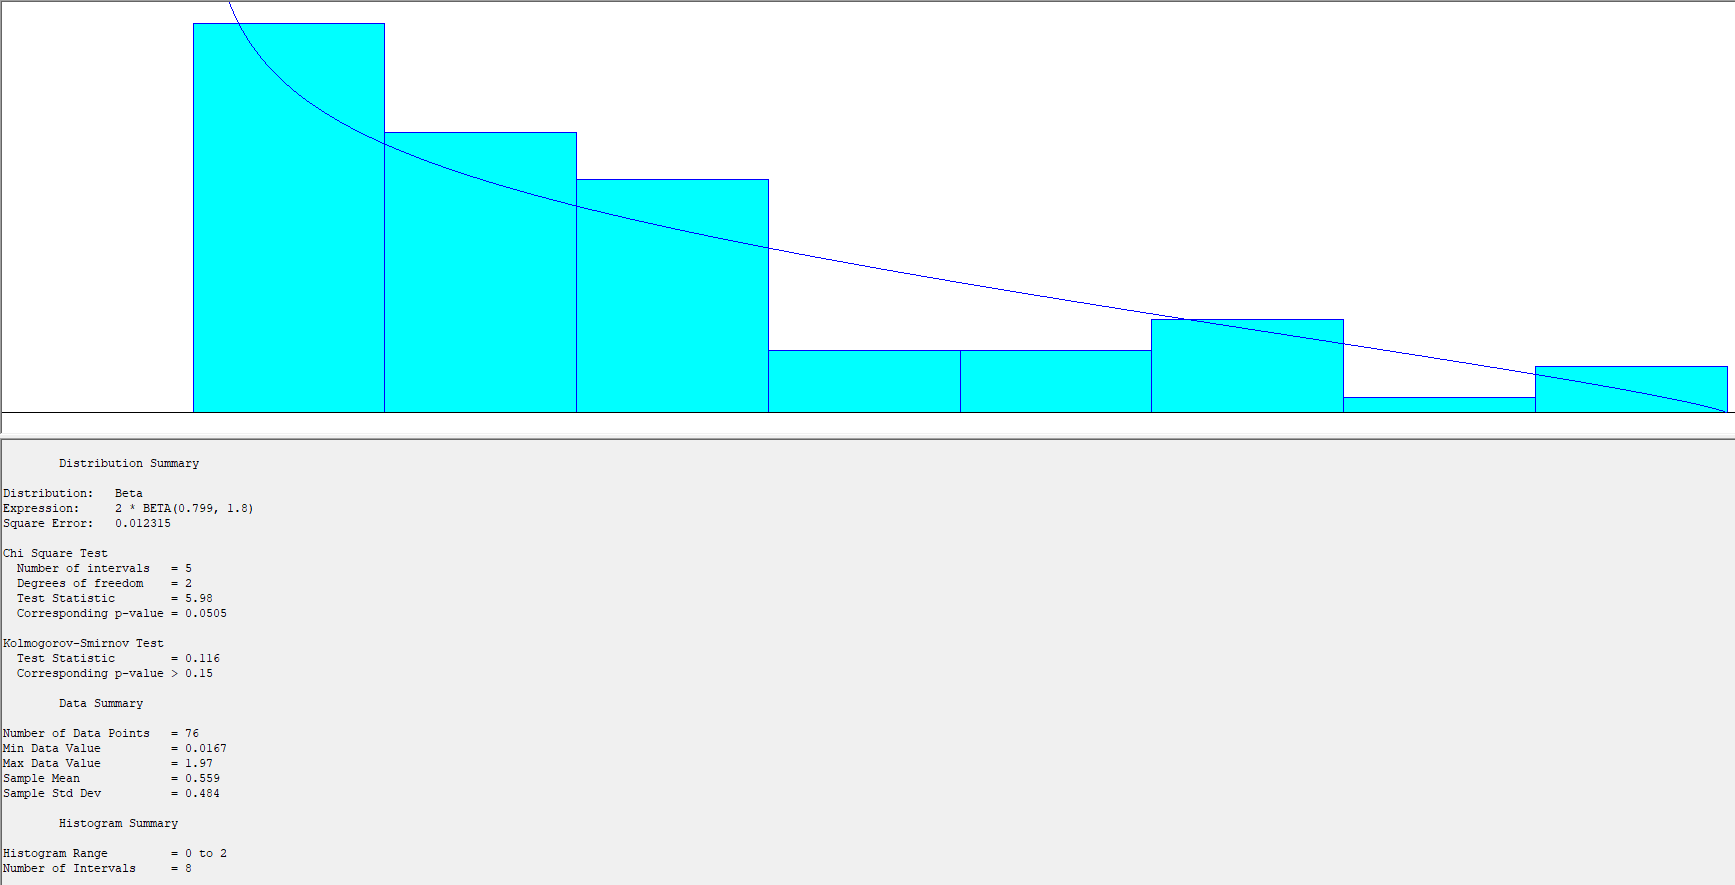 Distribution Summary
Distribution:   Beta
Expression:     2 * BETA(0.799, 1.8)
Square Error:   0.012315
Chi Square Test
  Number of intervals   = 5
  Degrees of freedom    = 2
  Test Statistic        = 5.98
  Corresponding p-value = 0.0505
Kolmogorov-Smirnov Test
  Test Statistic        = 0.116
  Corresponding p-value > 0.15
Data Summary
Number of Data Points   = 76
Min Data Value          = 0.0167
Max Data Value          = 1.97
Sample Mean             = 0.559
Sample Std Dev          = 0.484
Histogram Summary
Histogram Range         = 0 to 2
Number of Intervals     = 8